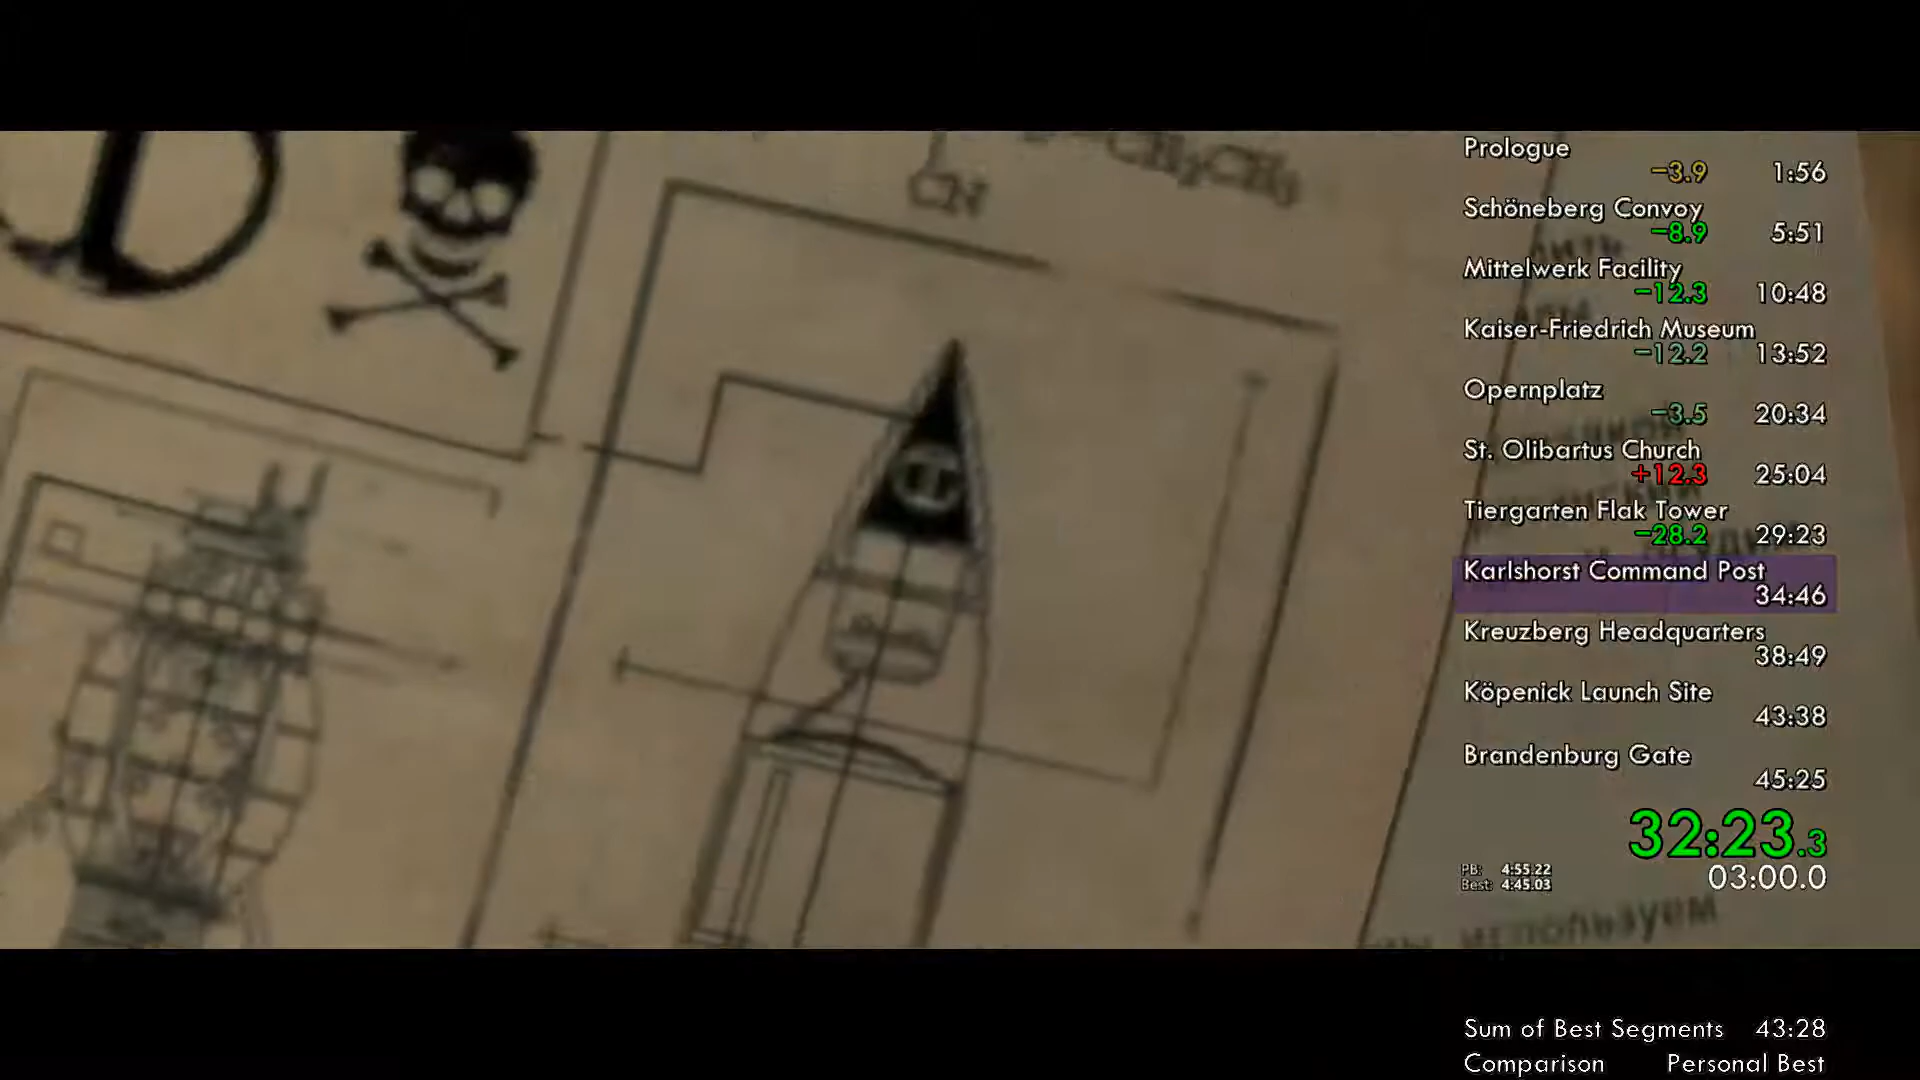 D
CN
CH₂CH₃
Prologue
−3.9 1:56
Schöneberg Convoy
−8.9 5:51
Mittelwerk Facility
−12.3 10:48
Kaiser-Friedrich Museum
−12.2 13:52
Opernplatz
−3.5 20:34
St. Olibartus Church
+12.3 25:04
Tiergarten Flak Tower
−28.2 29:23
Karlshorst Command Post
34:46
Kreuzberg Headquarters
38:49
Köpenick Launch Site
43:38
Brandenburg Gate
45:25
32:23.3
PB: 4:55.22
Best: 4:45.03
03:00.0
используем
Sum of Best Segments 43:28
Comparison Personal Best